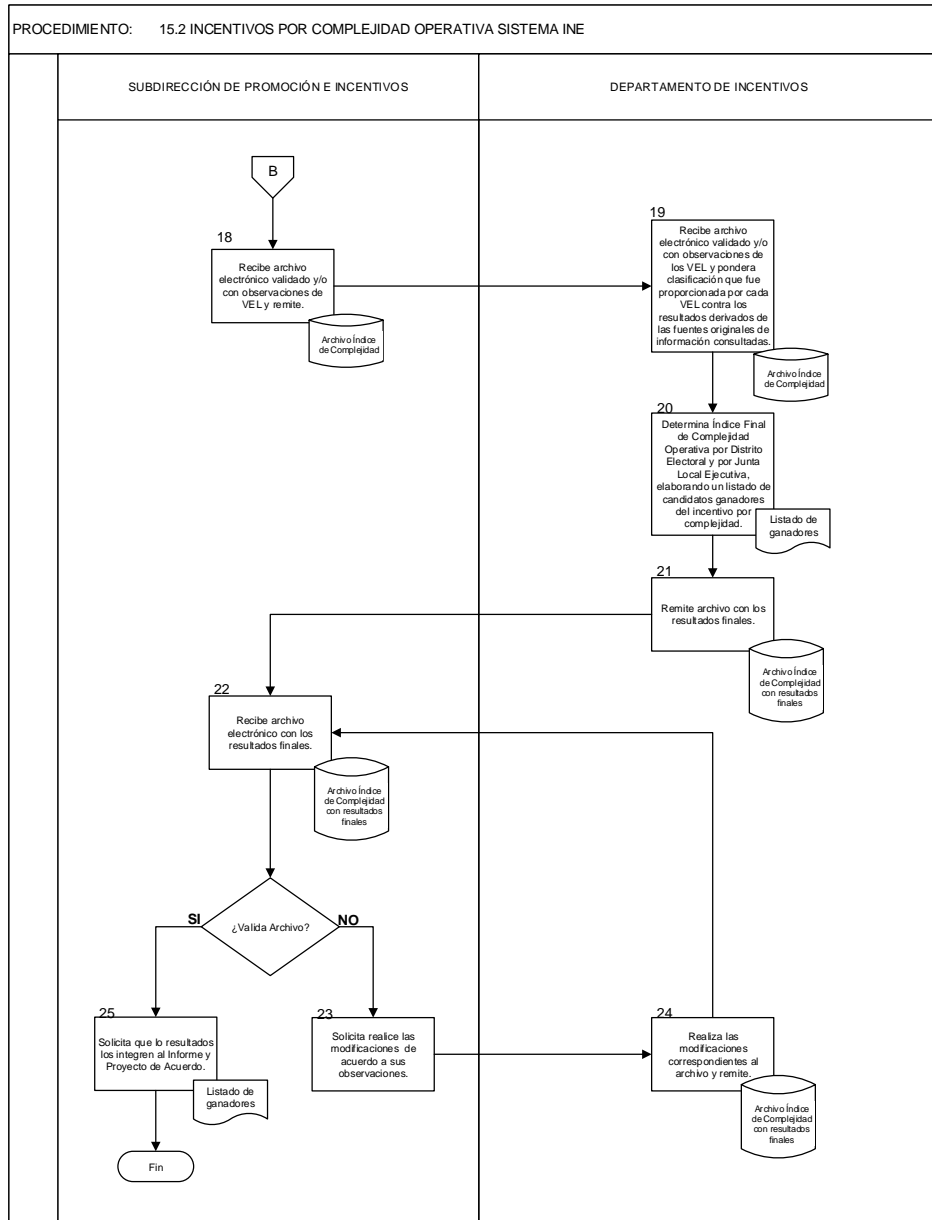 PROCEDIMIENTO: 15.2 INCENTIVOS POR COMPLEJIDAD OPERATIVA SISTEMA INE
SUBDIRECCIÓN DE PROMOCIÓN E INCENTIVOS
DEPARTAMENTO DE INCENTIVOS
B
18
Recibe archivo
electrónico validado y/o
con observaciones de
VEL y remite.
Archivo Índice
de Complejidad
19
Recibe archivo
electrónico validado y/o
con observaciones de
los VEL y pondera
clasificación que fue
proporcionada por cada
VEL contra los
resultados derivados de
las fuentes originales de
información consultadas.
Archivo Índice
de Complejidad
20
Determina Índice Final
de Complejidad
Operativa por Distrito
Electoral y por Junta
Local Ejecutiva,
elaborando un listado de
candidatos ganadores
del incentivo por
complejidad.
Listado de
ganadores
21
Remite archivo con los
resultados finales.
Archivo Índice
de Complejidad
con resultados
finales
22
Recibe archivo
electrónico con los
resultados finales.
Archivo Índice
de Complejidad
con resultados
finales
¿Valida Archivo?
SI
NO
25
Solicita que lo resultados
los integren al Informe y
Proyecto de Acuerdo.
Listado de
ganadores
23
Solicita realice las
modificaciones de
acuerdo a sus
observaciones.
24
Realiza las
modificaciones
correspondientes al
archivo y remite.
Archivo Índice
de Complejidad
con resultados
finales
Fin